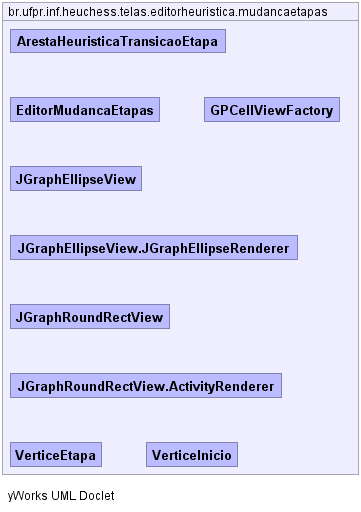 br.ufpr.inf.heuchess.telas.editorheuristica.mudancaetapas
ArestaHeuristicaTransicaoEtapa
EditorMudancaEtapas
GPCellViewFactory
JGraphEllipseView
JGraphEllipseView.JGraphEllipseRenderer
JGraphRoundRectView
JGraphRoundRectView.ActivityRenderer
VerticeEtapa
VerticeInicio
yWorks UML Doclet